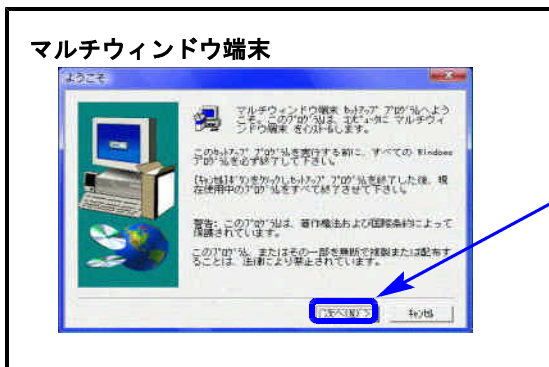 マルチウィンドウ端末
ようこそ
マルチウィンドウ端末 ｾｯﾄｱｯﾌﾟ ﾌﾟﾛｸﾞﾗﾑへよう
こそ。このﾌﾟﾛｸﾞﾗﾑは、ｺﾝﾋﾟｭｰﾀに マルチウィ
ンドウ端末 をｲﾝｽﾄｰﾙします。
このｾｯﾄｱｯﾌﾟ ﾌﾟﾛｸﾞﾗﾑを実行する前に、すべての Windows
ﾌﾟﾛｸﾞﾗﾑを必ず終了して下さい。
[ｷｬﾝｾﾙ]ﾎﾞﾀﾝをｸﾘｯｸしｾｯﾄｱｯﾌﾟ ﾌﾟﾛｸﾞﾗﾑを終了した後、現
在使用中のﾌﾟﾛｸﾞﾗﾑをすべて終了させて下さい。
警告: このﾌﾟﾛｸﾞﾗﾑは、著作権法および国際条約によって
保護されています。
このﾌﾟﾛｸﾞﾗﾑ、またはその一部を無断で複製または配布す
ることは、法律により禁止されています。
次へ(N)>
ｷｬﾝｾﾙ